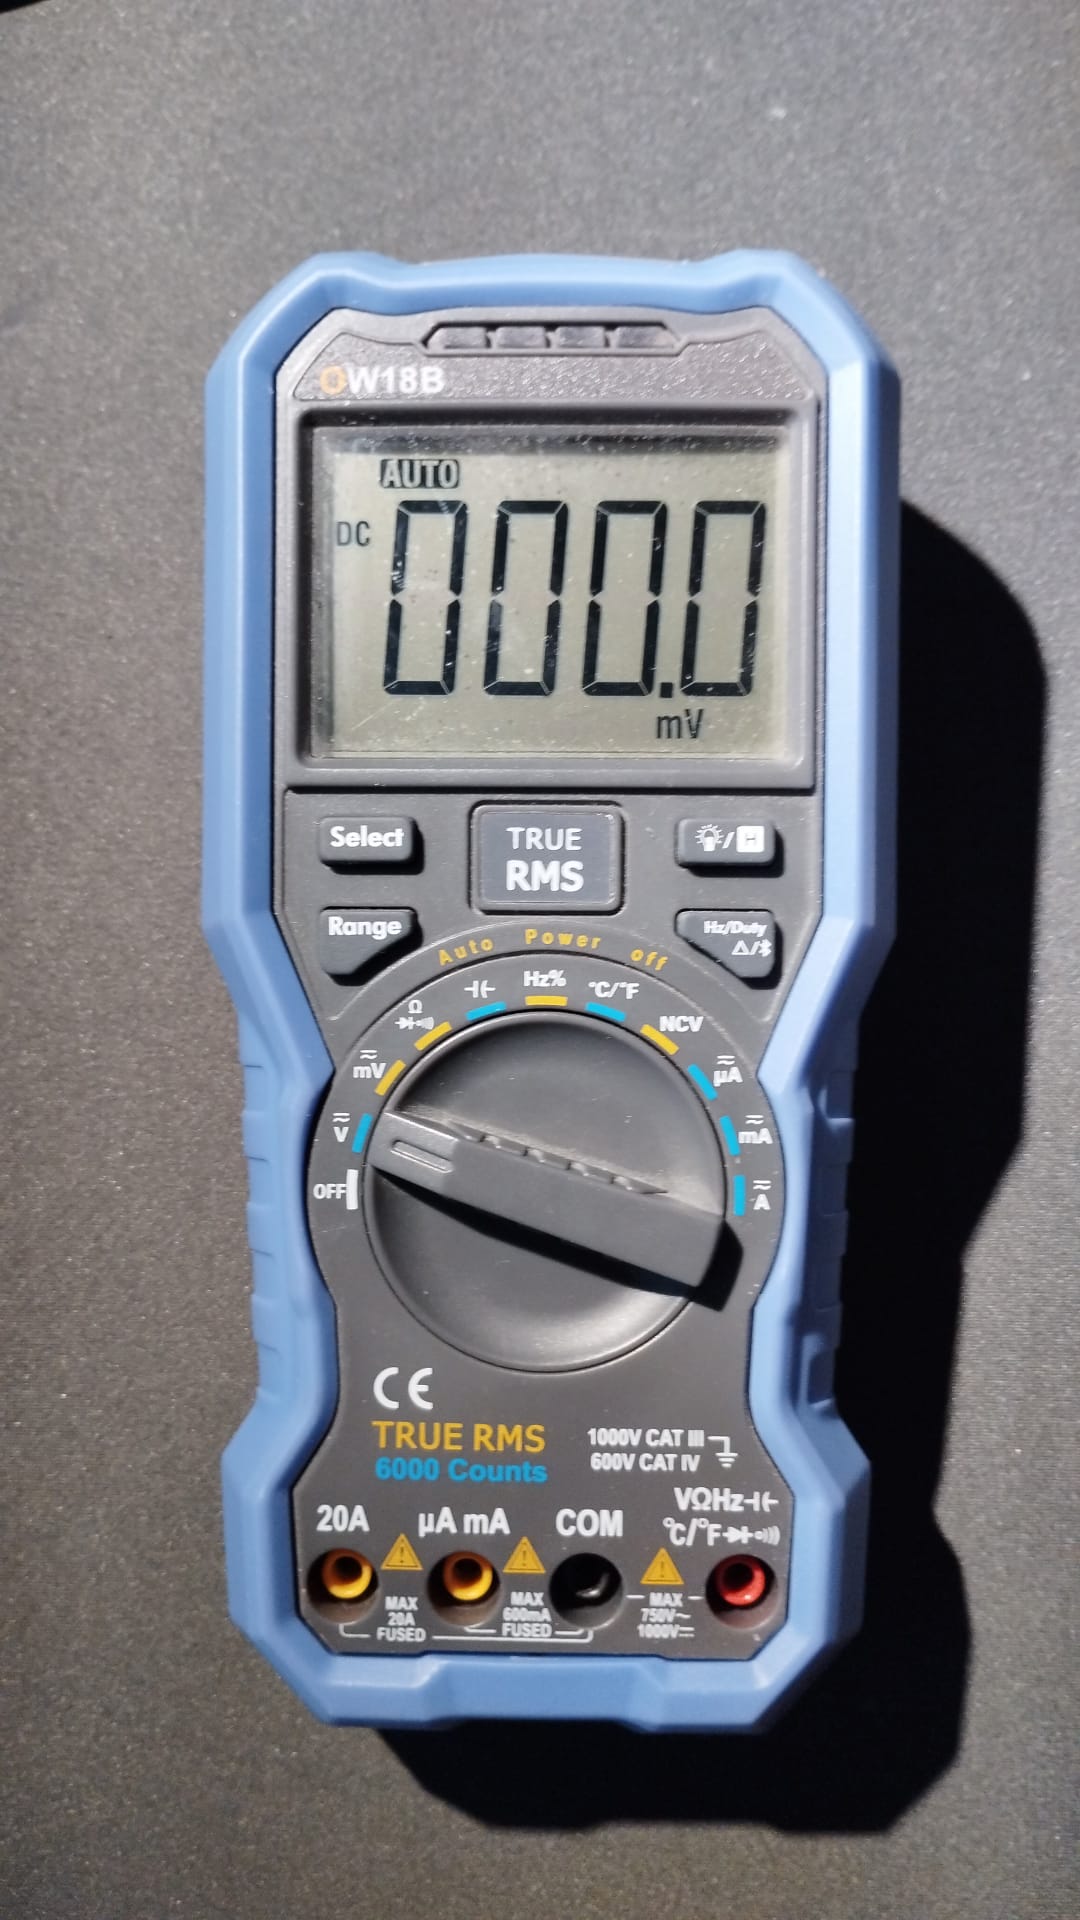 OW18B
AUTO
DC
000.0
mV
Select
TRUE
RMS
/H
Range
Hz/Duty
Δ/
Auto Power off
Hz%
°C/°F
Ω
NCV
mV
µA
V
mA
OFF
A
CE
TRUE RMS
6000 Counts
1000V CAT III
600V CAT IV
VΩHz
°C/°F
20A
µA mA
COM
MAX
20A
FUSED
MAX
600mA
FUSED
MAX
750V~
1000V⎓